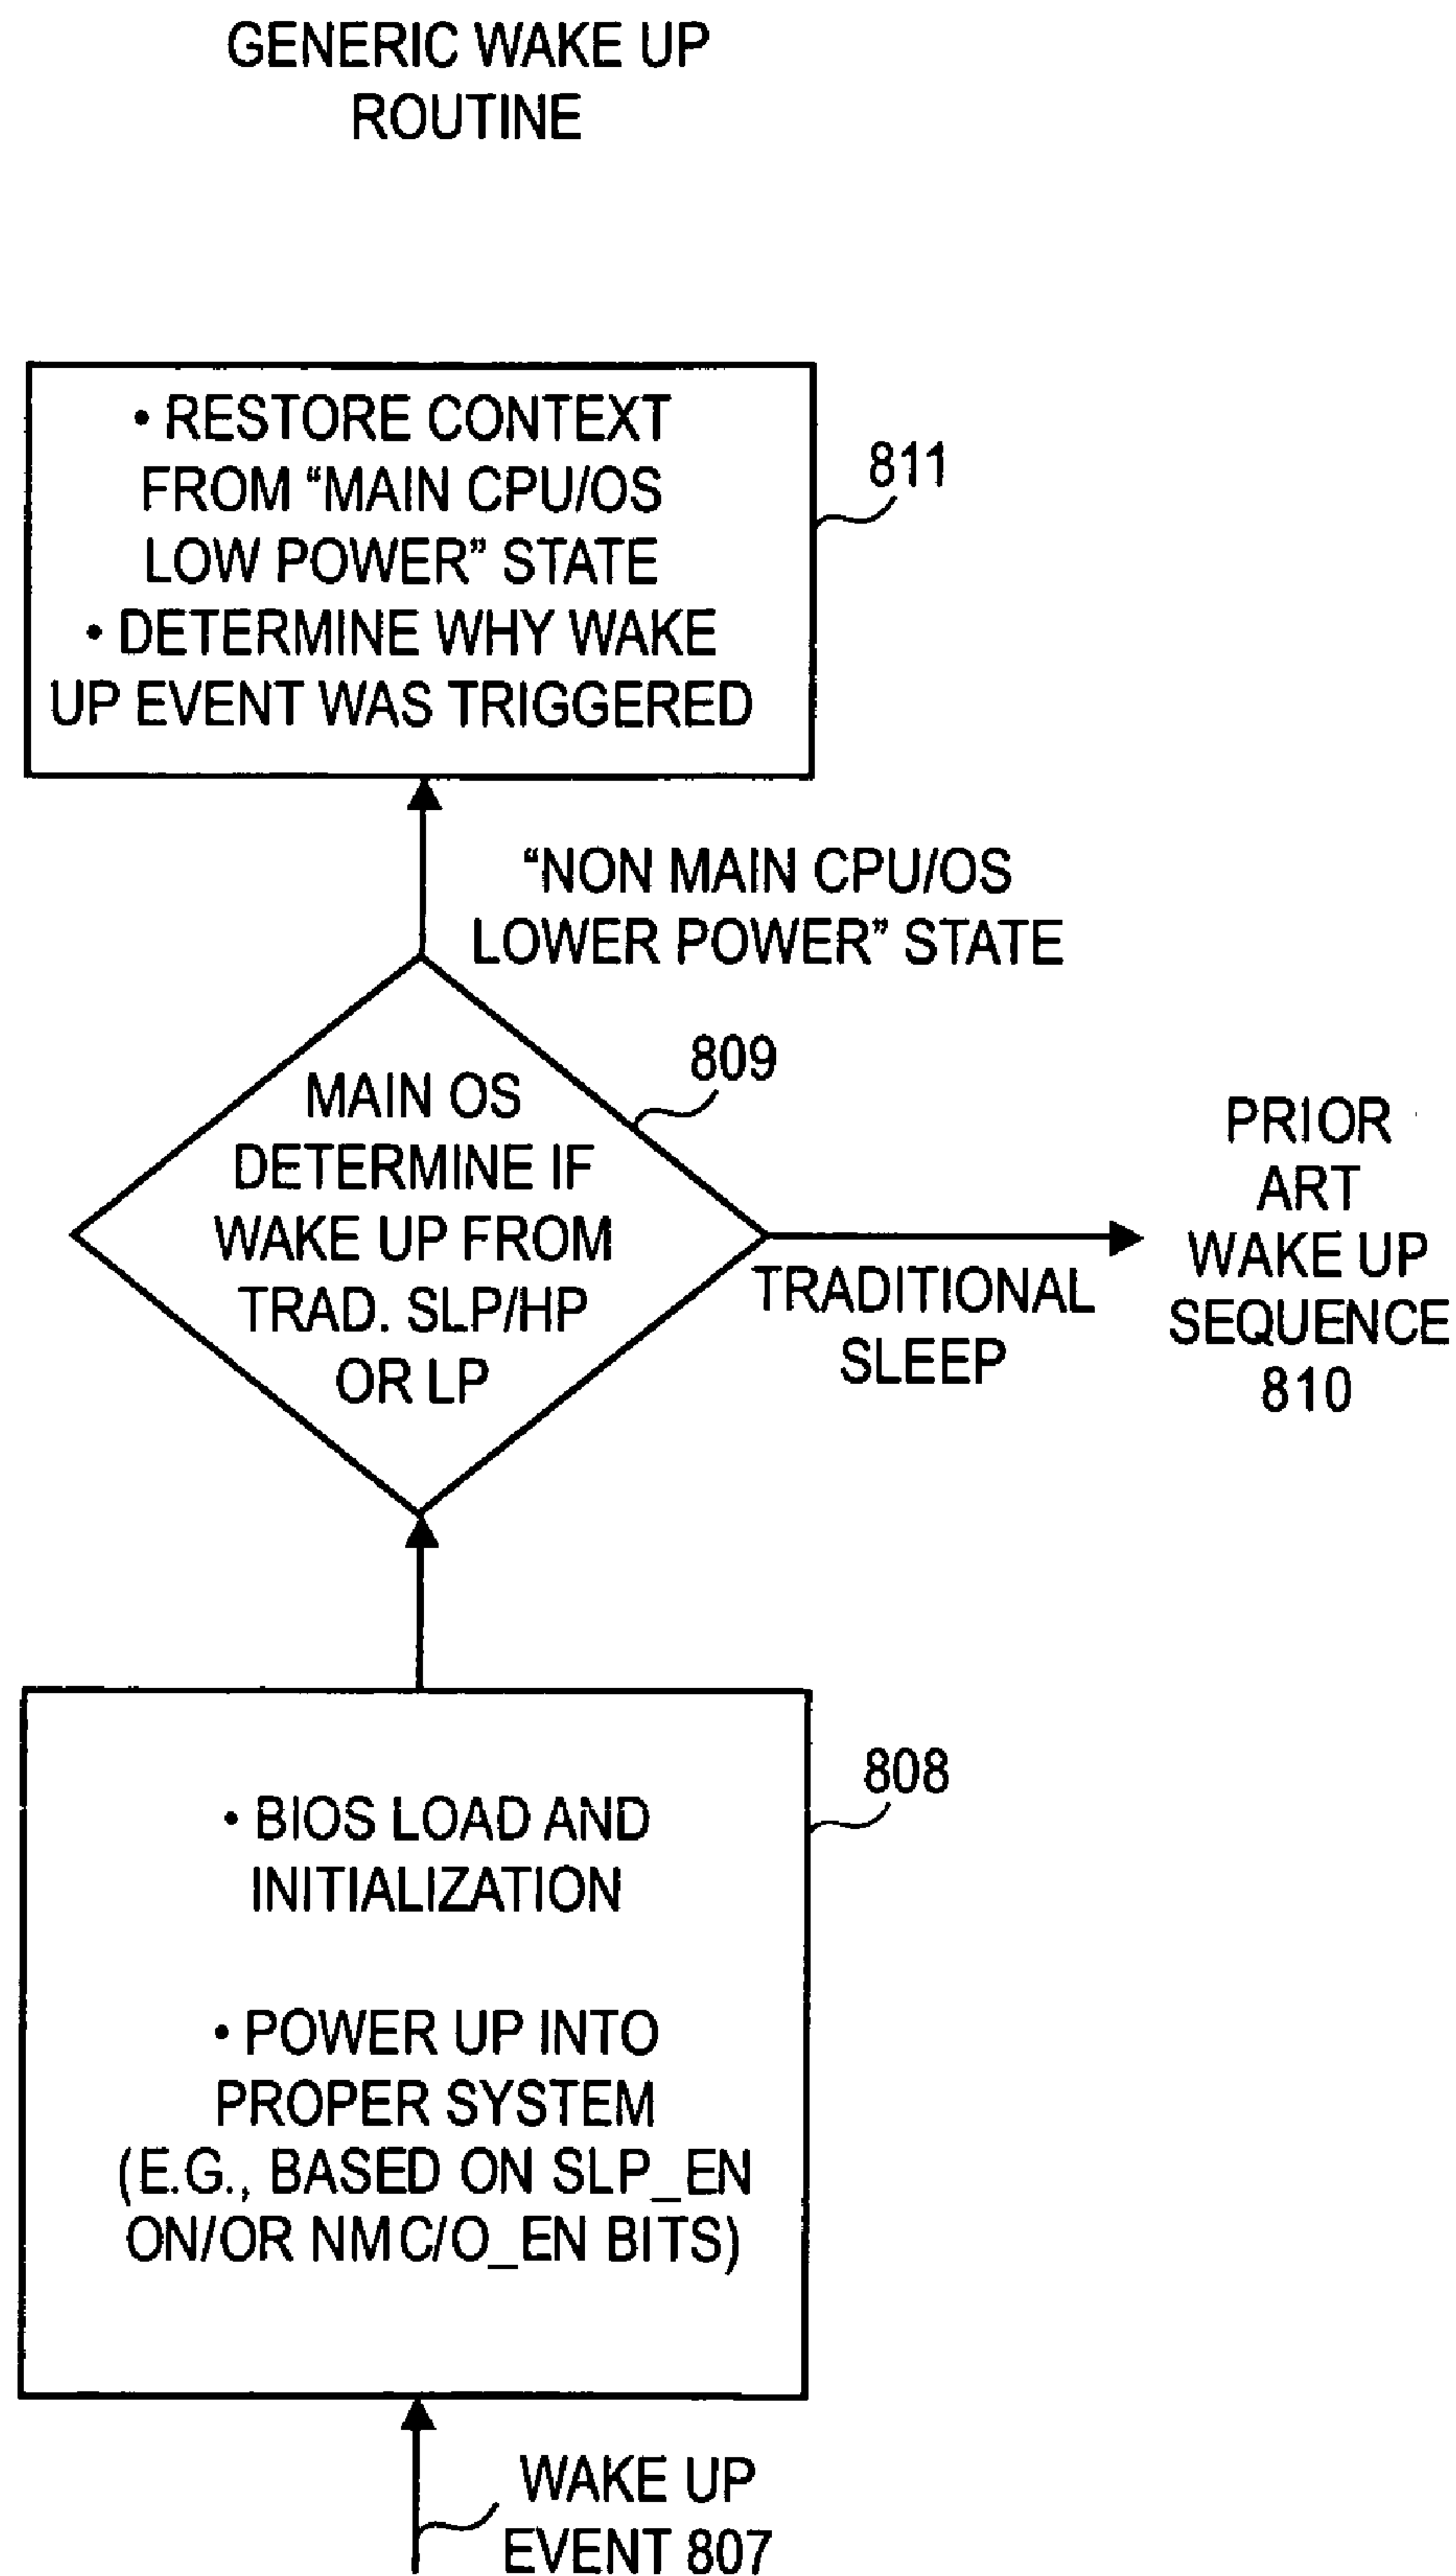 GENERIC WAKE UP
ROUTINE
• RESTORE CONTEXT
FROM “MAIN CPU/OS
LOW POWER” STATE
• DETERMINE WHY WAKE
UP EVENT WAS TRIGGERED
811
“NON MAIN CPU/OS
LOWER POWER” STATE
MAIN OS
DETERMINE IF
WAKE UP FROM
TRAD. SLP/HP
OR LP
809
TRADITIONAL
SLEEP
PRIOR
ART
WAKE UP
SEQUENCE
810
• BIOS LOAD AND
INITIALIZATION
• POWER UP INTO
PROPER SYSTEM
(E.G., BASED ON SLP_EN
ON/OR NMC/O_EN BITS)
808
WAKE UP
EVENT 807